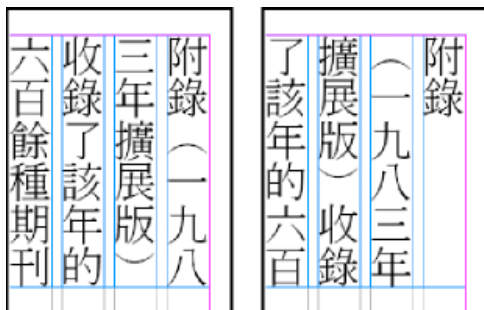 附錄（一九八
三年擴展版）
收錄了該年的
六百餘種期刊
附錄
（一九八三年
擴展版）收錄
了該年的六百